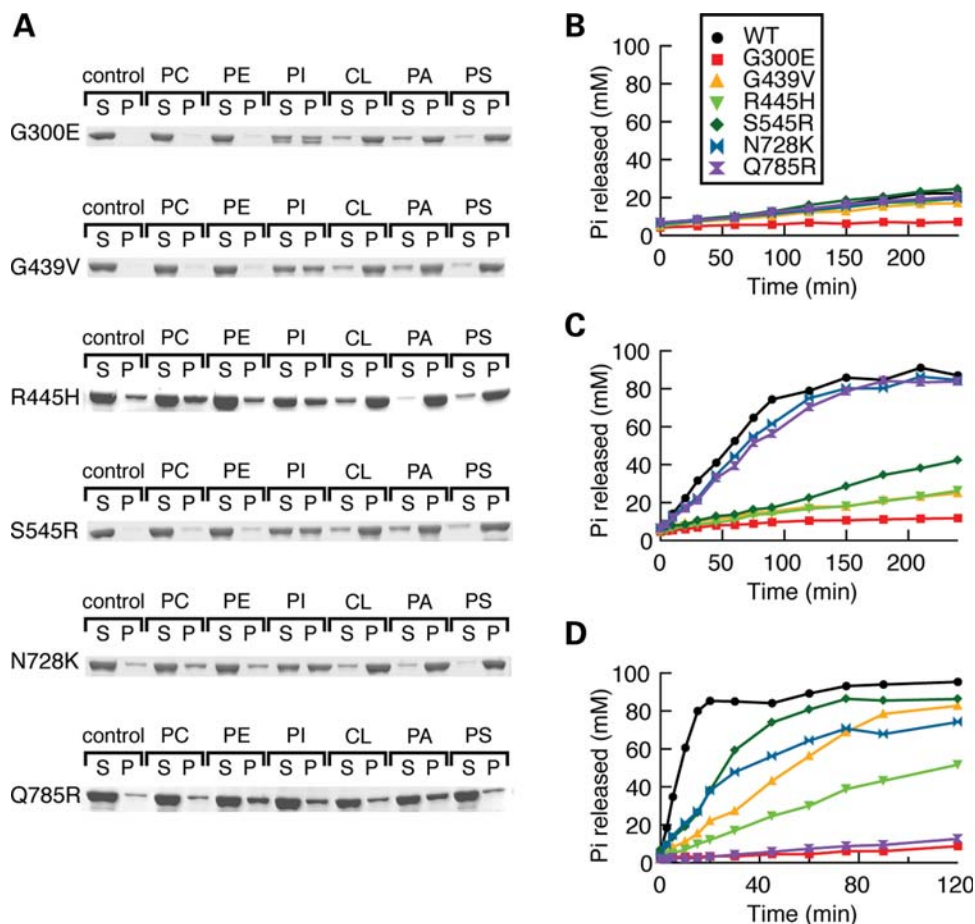 A
control PC PE PI CL PA PS
S P S P S P S P S P S P S P
G300E
control PC PE PI CL PA PS
S P S P S P S P S P S P S P
G439V
control PC PE PI CL PA PS
S P S P S P S P S P S P S P
R445H
control PC PE PI CL PA PS
S P S P S P S P S P S P S P
S545R
control PC PE PI CL PA PS
S P S P S P S P S P S P S P
N728K
control PC PE PI CL PA PS
S P S P S P S P S P S P S P
Q785R
B
WT
G300E
G439V
R445H
S545R
N728K
Q785R
Pi released (mM)
100
80
60
40
20
0
0 50 100 150 200
Time (min)
C
Pi released (mM)
100
80
60
40
20
0
0 50 100 150 200
Time (min)
D
Pi released (mM)
100
80
60
40
20
0
0 40 80 120
Time (min)